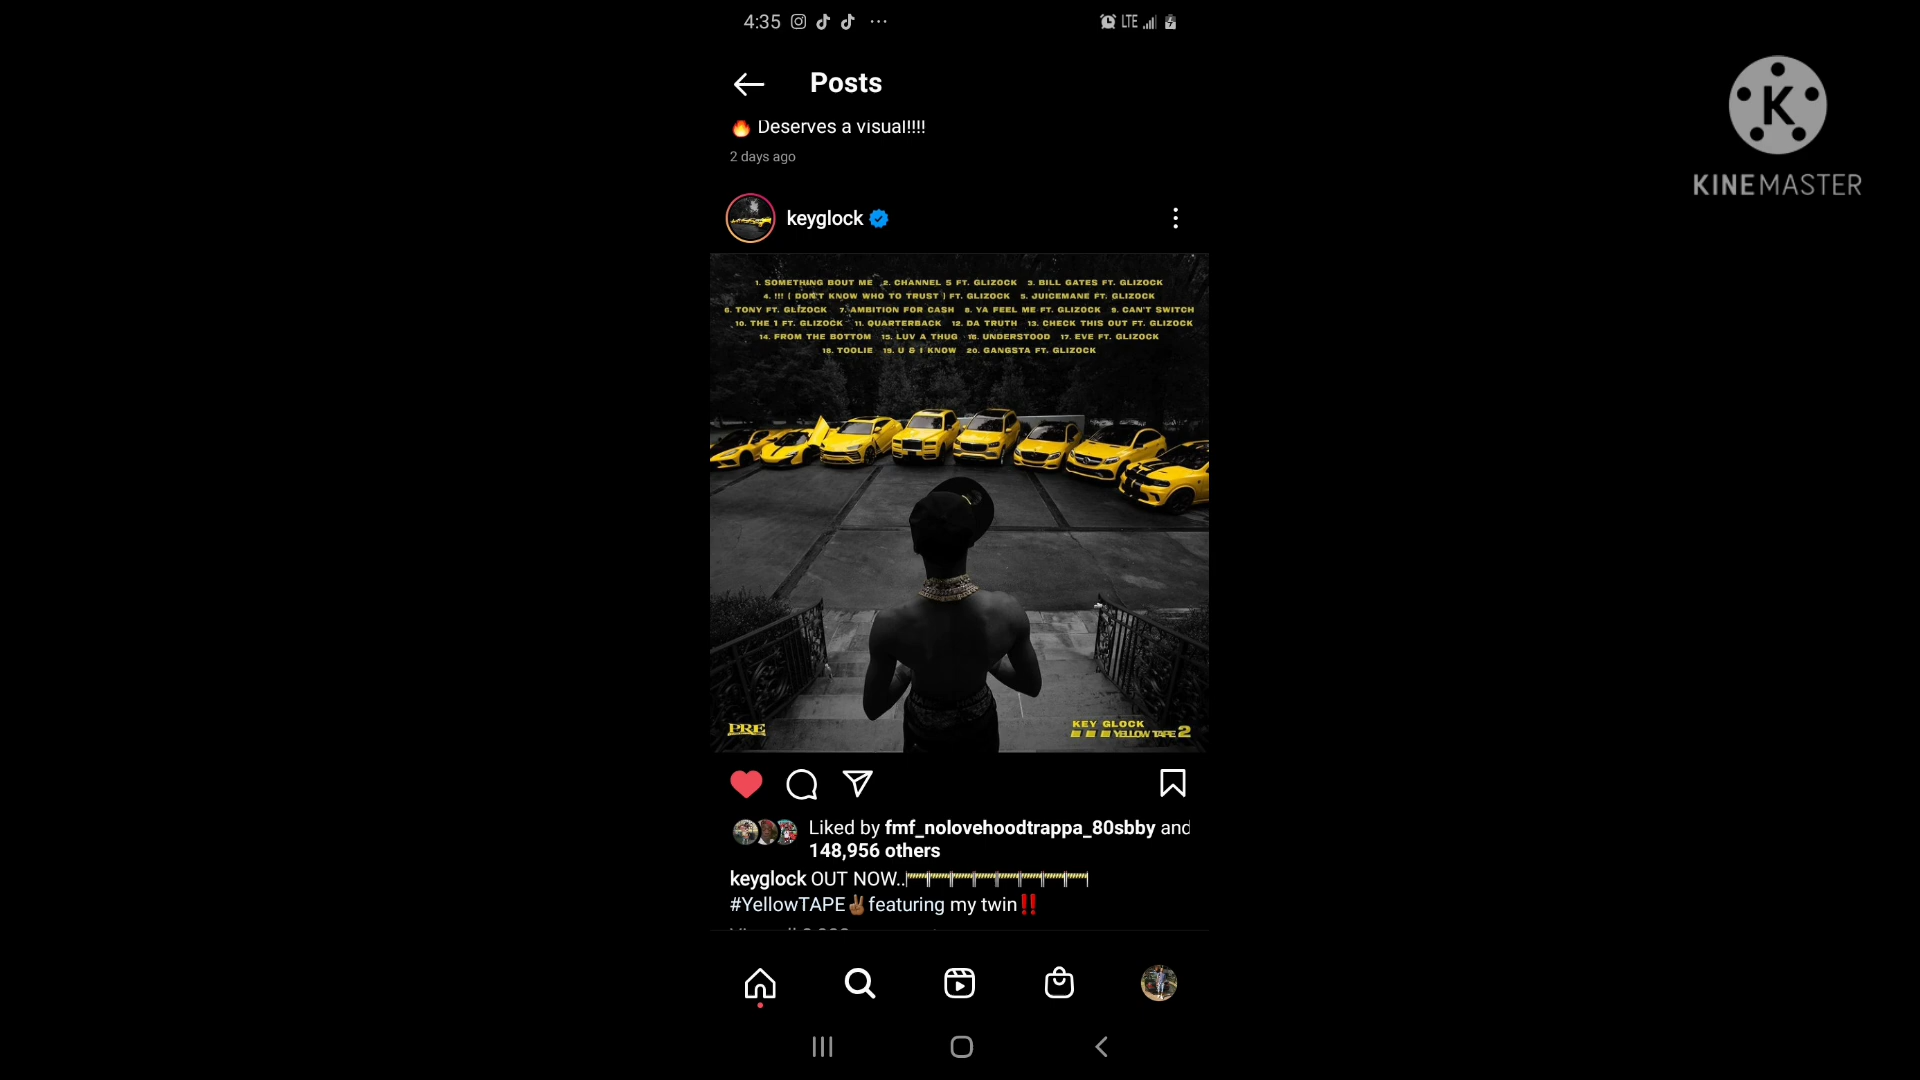 4:35
LTE
Posts
K
KINEMASTER
🔥 Deserves a visual!!!!
2 days ago
keyglock
1. SOMETHING BOUT ME 2. CHANNEL 5 FT. GLIZOCK 3. BILL GATES FT. GLIZOCK
4. !!! ( DON'T KNOW WHO TO TRUST ) FT. GLIZOCK 5. JUICEMANE FT. GLIZOCK
6. TONY FT. GLIZOCK 7. AMBITION FOR CASH 8. YA FEEL ME FT. GLIZOCK 9. CAN'T SWITCH
10. THE 1 FT. GLIZOCK 11. QUARTERBACK 12. DA TRUTH 13. CHECK THIS OUT FT. GLIZOCK
14. FROM THE BOTTOM 15. LUV A THUG 16. UNDERSTOOD 17. EVE FT. GLIZOCK
18. TOOLIE 19. U & I KNOW 20. GANGSTA FT. GLIZOCK
PRE
KEY GLOCK
YELLOW TAPE 2
Liked by fmf_nolovehoodtrappa_80sbby and
148,956 others
keyglock OUT NOW..
#YellowTAPE✌🏾featuring my twin‼️